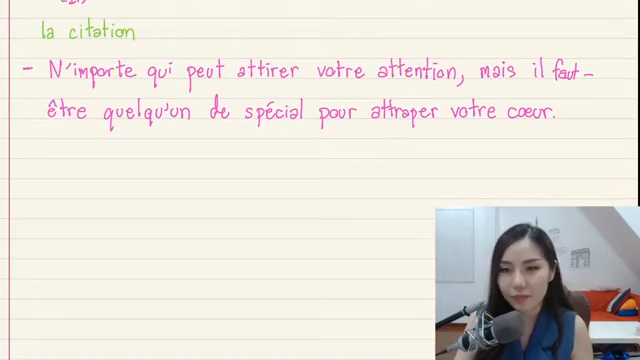 la citation
- N'importe qui peut attirer votre attention, mais il faut-
être quelqu'un de spécial pour attraper votre cœur.